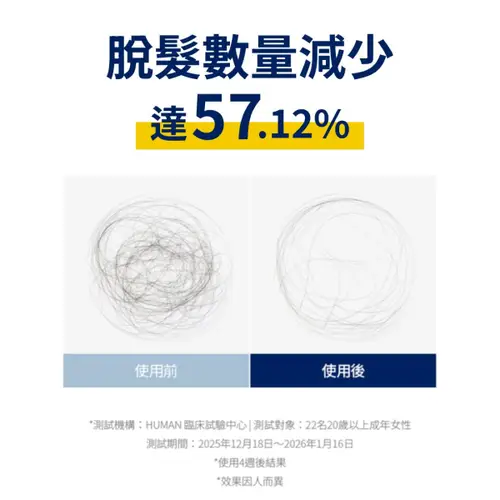 脫髮數量減少
達57.12%
使用前
使用後
*測試機構：HUMAN 臨床試驗中心 | 測試對象：22名20歲以上成年女性
測試期間：2025年12月18日～2026年1月16日
*使用4週後結果
*效果因人而異